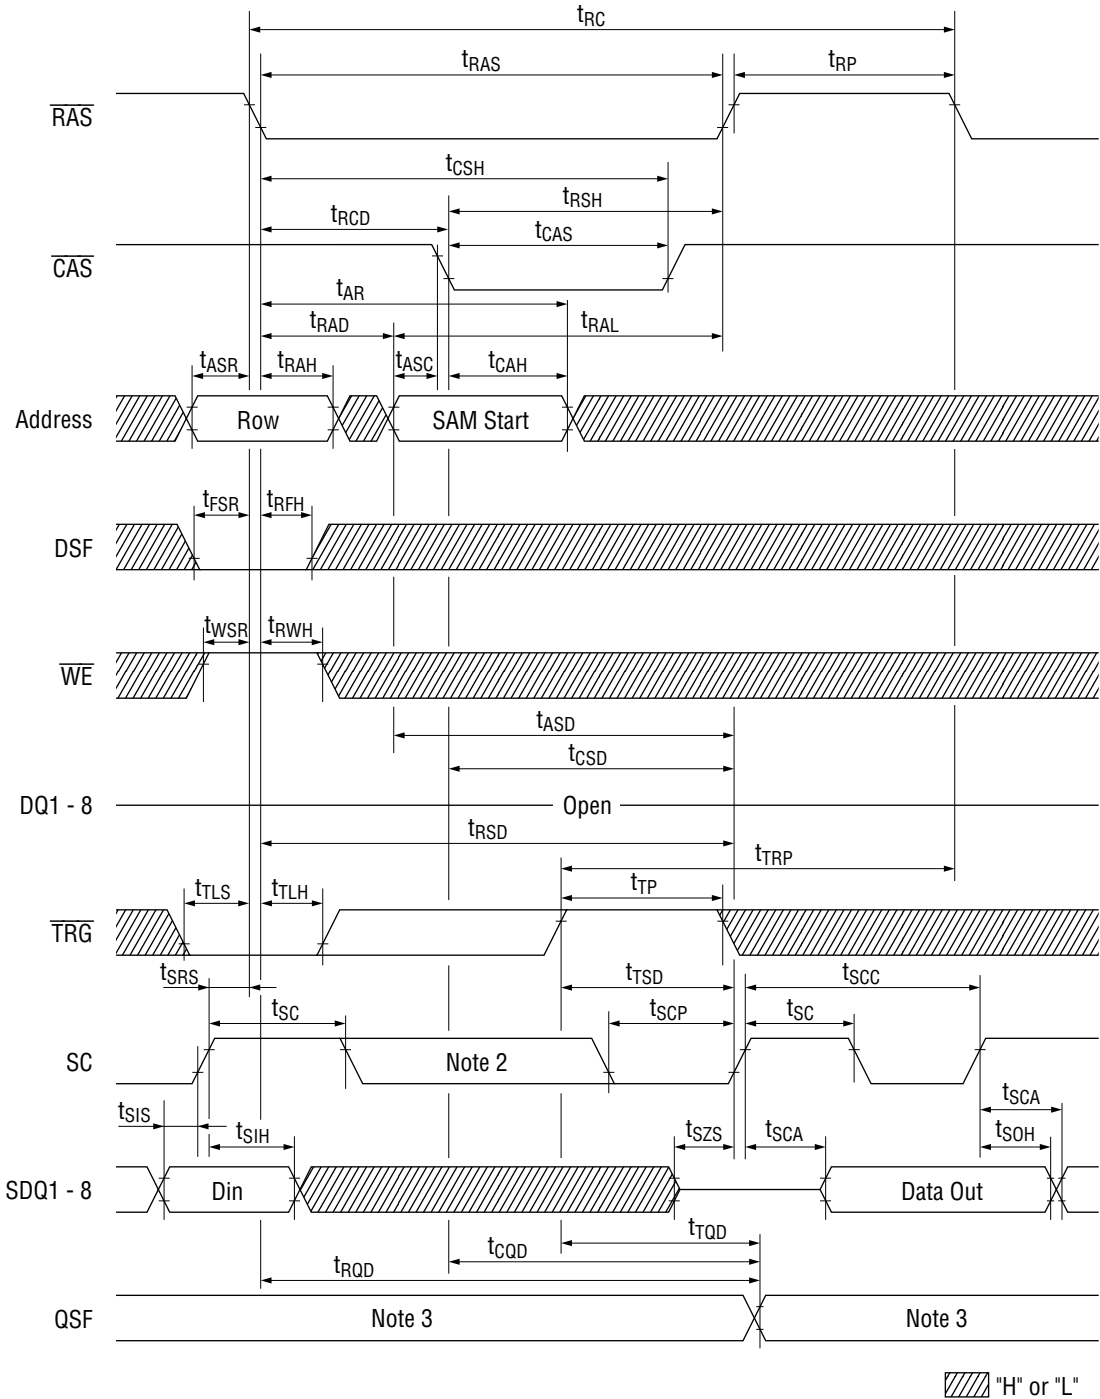 tRC
tRAS
tRP
RAS
tCSH
tRSH
tRCD
tCAS
CAS
tAR
tRAD
tRAL
tASR
tRAH
tASC
tCAH
Address
Row
SAM Start
tFSR
tRFH
DSF
tWSR
tRWH
WE
tASD
tCSD
DQ1 - 8
Open
tRSD
tTRP
tTLS
tTLH
tTP
TRG
tSRS
tTSD
tSCC
tSC
tSCP
tSC
SC
Note 2
tSIS
tSIH
tSZS
tSCA
tSCA
tSOH
SDQ1 - 8
Din
Data Out
tTQD
tCQD
tRQD
QSF
Note 3
Note 3
"H" or "L"